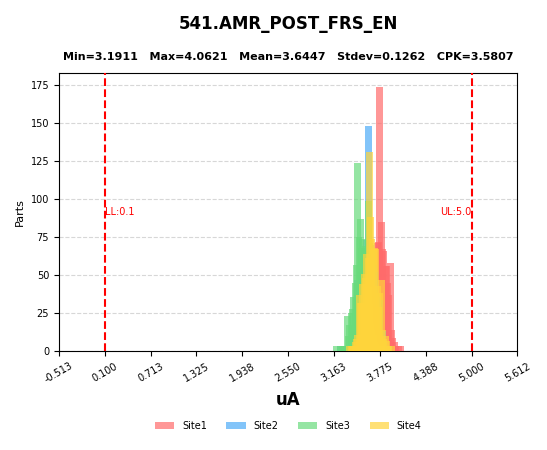 541.AMR_POST_FRS_EN
Min=3.1911 Max=4.0621 Mean=3.6447 Stdev=0.1262 CPK=3.5807
Parts
175
150
125
100
75
50
25
0
LL:0.1
UL:5.0
-0.513 0.100 0.713 1.325 1.938 2.550 3.163 3.775 4.388 5.000 5.612
uA
Site1 Site2 Site3 Site4